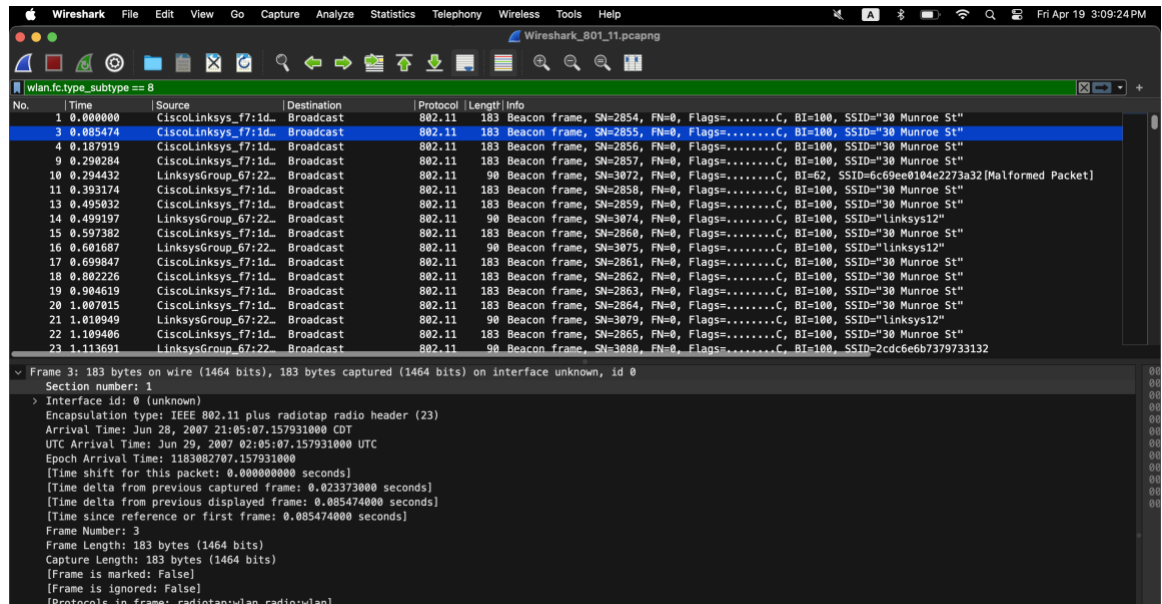 Wireshark File Edit View Go Capture Analyze Statistics Telephony Wireless Tools Help A Fri Apr 19 3:09:24 PM
Wireshark_801_11.pcapng
wlan.fc.type_subtype == 8
No. Time Source Destination Protocol Length Info
1 0.000000 CiscoLinksys_f7:1d… Broadcast 802.11 183 Beacon frame, SN=2854, FN=0, Flags=........C, BI=100, SSID="30 Munroe St"
3 0.085474 CiscoLinksys_f7:1d… Broadcast 802.11 183 Beacon frame, SN=2855, FN=0, Flags=........C, BI=100, SSID="30 Munroe St"
4 0.187919 CiscoLinksys_f7:1d… Broadcast 802.11 183 Beacon frame, SN=2856, FN=0, Flags=........C, BI=100, SSID="30 Munroe St"
9 0.290284 CiscoLinksys_f7:1d… Broadcast 802.11 183 Beacon frame, SN=2857, FN=0, Flags=........C, BI=100, SSID="30 Munroe St"
10 0.294432 LinksysGroup_67:22… Broadcast 802.11 90 Beacon frame, SN=3072, FN=0, Flags=........C, BI=62, SSID=6c69ee0104e2273a32[Malformed Packet]
11 0.393174 CiscoLinksys_f7:1d… Broadcast 802.11 183 Beacon frame, SN=2858, FN=0, Flags=........C, BI=100, SSID="30 Munroe St"
13 0.495032 CiscoLinksys_f7:1d… Broadcast 802.11 183 Beacon frame, SN=2859, FN=0, Flags=........C, BI=100, SSID="30 Munroe St"
14 0.499197 LinksysGroup_67:22… Broadcast 802.11 90 Beacon frame, SN=3074, FN=0, Flags=........C, BI=100, SSID="linksys12"
15 0.597382 CiscoLinksys_f7:1d… Broadcast 802.11 183 Beacon frame, SN=2860, FN=0, Flags=........C, BI=100, SSID="30 Munroe St"
16 0.601687 LinksysGroup_67:22… Broadcast 802.11 90 Beacon frame, SN=3075, FN=0, Flags=........C, BI=100, SSID="linksys12"
17 0.699847 CiscoLinksys_f7:1d… Broadcast 802.11 183 Beacon frame, SN=2861, FN=0, Flags=........C, BI=100, SSID="30 Munroe St"
18 0.802226 CiscoLinksys_f7:1d… Broadcast 802.11 183 Beacon frame, SN=2862, FN=0, Flags=........C, BI=100, SSID="30 Munroe St"
19 0.904619 CiscoLinksys_f7:1d… Broadcast 802.11 183 Beacon frame, SN=2863, FN=0, Flags=........C, BI=100, SSID="30 Munroe St"
20 1.007015 CiscoLinksys_f7:1d… Broadcast 802.11 183 Beacon frame, SN=2864, FN=0, Flags=........C, BI=100, SSID="30 Munroe St"
21 1.010949 LinksysGroup_67:22… Broadcast 802.11 90 Beacon frame, SN=3079, FN=0, Flags=........C, BI=100, SSID="linksys12"
22 1.109406 CiscoLinksys_f7:1d… Broadcast 802.11 183 Beacon frame, SN=2865, FN=0, Flags=........C, BI=100, SSID="30 Munroe St"
23 1.113691 LinksysGroup_67:22… Broadcast 802.11 90 Beacon frame, SN=3080, FN=0, Flags=........C, BI=100, SSID=2cdc6e6b7379733132
Frame 3: 183 bytes on wire (1464 bits), 183 bytes captured (1464 bits) on interface unknown, id 0
Section number: 1
Interface id: 0 (unknown)
Encapsulation type: IEEE 802.11 plus radiotap radio header (23)
Arrival Time: Jun 28, 2007 21:05:07.157931000 CDT
UTC Arrival Time: Jun 29, 2007 02:05:07.157931000 UTC
Epoch Arrival Time: 1183082707.157931000
[Time shift for this packet: 0.000000000 seconds]
[Time delta from previous captured frame: 0.023373000 seconds]
[Time delta from previous displayed frame: 0.085474000 seconds]
[Time since reference or first frame: 0.085474000 seconds]
Frame Number: 3
Frame Length: 183 bytes (1464 bits)
Capture Length: 183 bytes (1464 bits)
[Frame is marked: False]
[Frame is ignored: False]
[Protocols in frame: radiotap:wlan_radio:wlan]